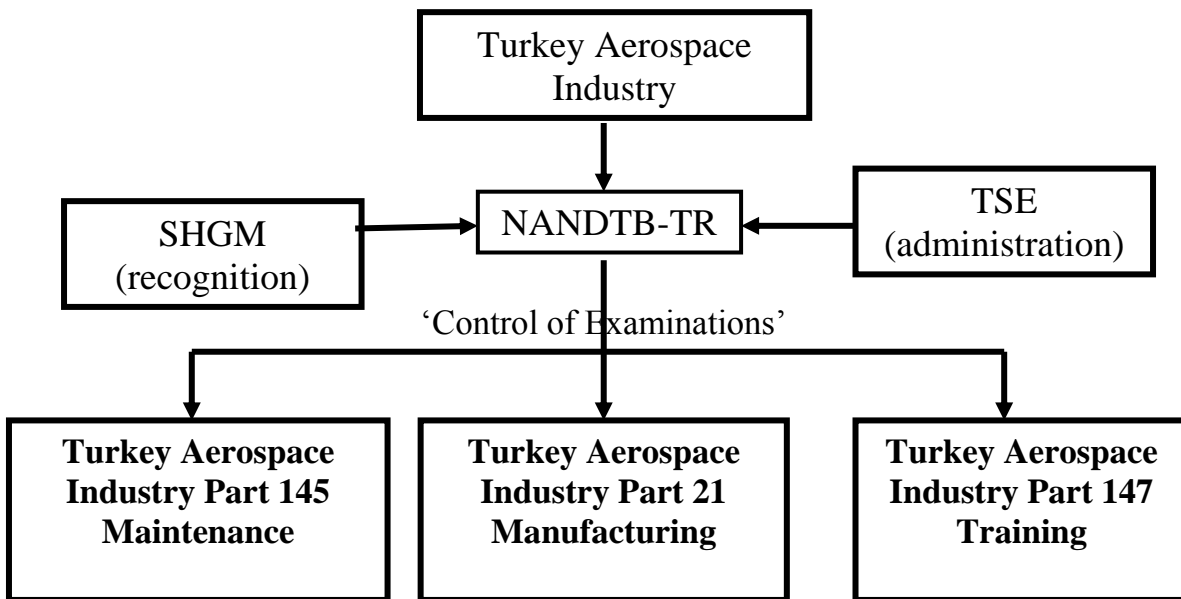 Turkey Aerospace
Industry
SHGM
(recognition)
NANDTB-TR
TSE
(administration)
‘Control of Examinations’
Turkey Aerospace
Industry Part 145
Maintenance
Turkey Aerospace
Industry Part 21
Manufacturing
Turkey Aerospace
Industry Part 147
Training